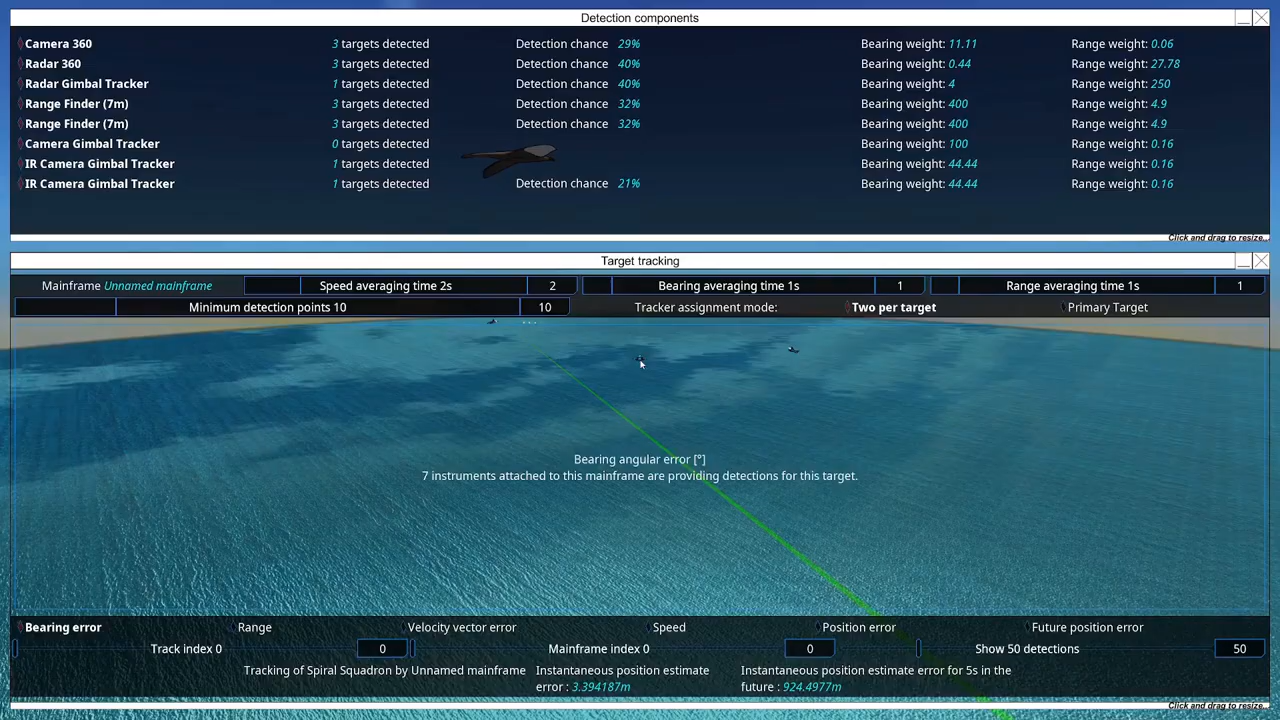 Detection components
Camera 360 3 targets detected Detection chance 29% Bearing weight: 11.11 Range weight: 0.06
Radar 360 3 targets detected Detection chance 40% Bearing weight: 0.44 Range weight: 27.78
Radar Gimbal Tracker 1 targets detected Detection chance 40% Bearing weight: 4 Range weight: 250
Range Finder (7m) 3 targets detected Detection chance 32% Bearing weight: 400 Range weight: 4.9
Range Finder (7m) 3 targets detected Detection chance 32% Bearing weight: 400 Range weight: 4.9
Camera Gimbal Tracker 0 targets detected Bearing weight: 100 Range weight: 0.16
IR Camera Gimbal Tracker 1 targets detected Bearing weight: 44.44 Range weight: 0.16
IR Camera Gimbal Tracker 1 targets detected Detection chance 21% Bearing weight: 44.44 Range weight: 0.16
Click and drag to resize..
Target tracking
Mainframe Unnamed mainframe Speed averaging time 2s 2 Bearing averaging time 1s 1 Range averaging time 1s 1
Minimum detection points 10 10 Tracker assignment mode: Two per target Primary Target
Bearing angular error [°]
7 instruments attached to this mainframe are providing detections for this target.
Bearing error Range Velocity vector error Speed Position error Future position error
Track index 0 0 Mainframe index 0 0 Show 50 detections 50
Tracking of Spiral Squadron by Unnamed mainframe Instantaneous position estimate Instantaneous position estimate error for 5s in the
error : 3.394187m future : 924.4977m
Click and drag to resize..